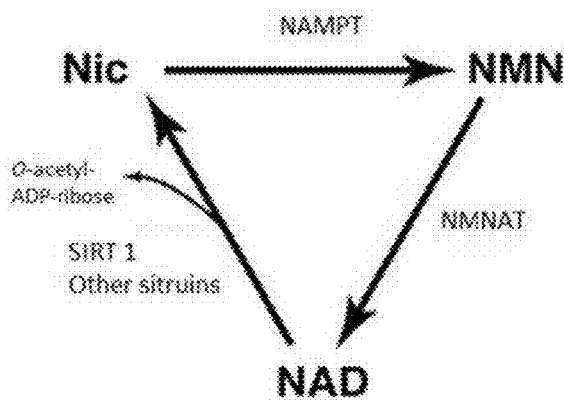 NAMPT
Nic
NMN
O-acetyl-
ADP-ribose
NMNAT
SIRT 1
Other sitruins
NAD